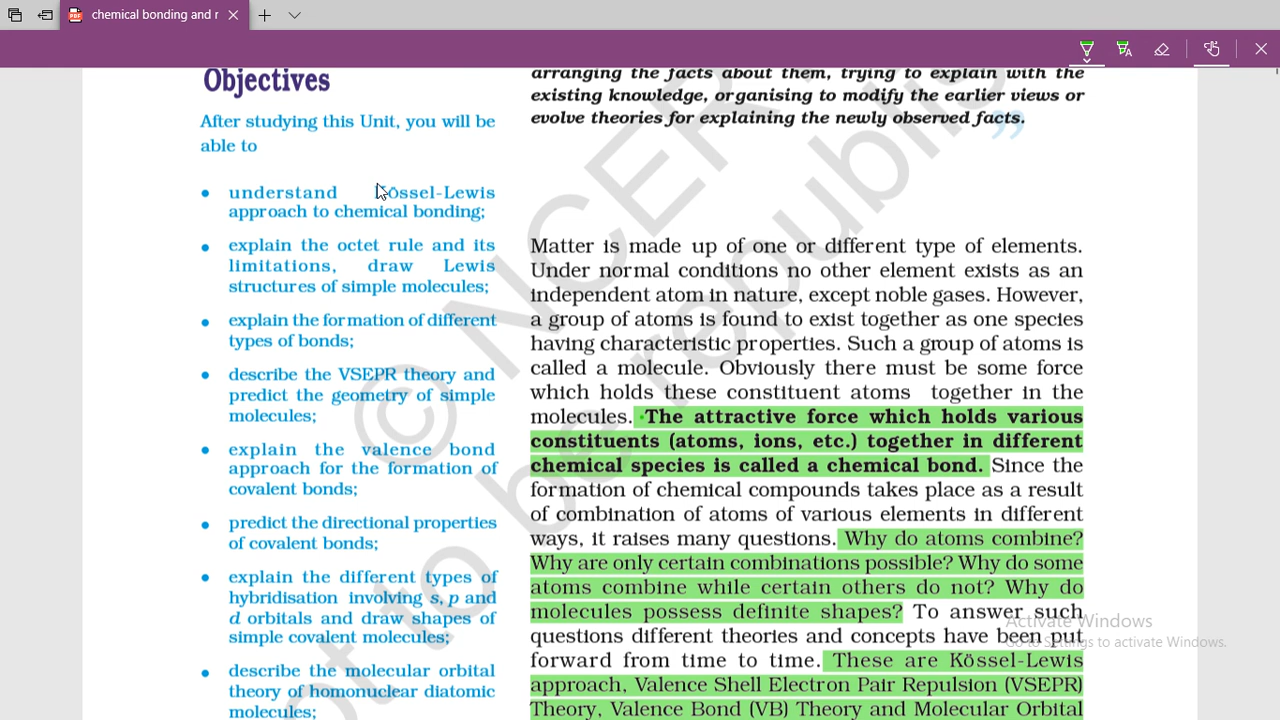 chemical bonding and r
Objectives
After studying this Unit, you will be
able to
• understand Kössel-Lewis
approach to chemical bonding;
• explain the octet rule and its
limitations, draw Lewis
structures of simple molecules;
• explain the formation of different
types of bonds;
• describe the VSEPR theory and
predict the geometry of simple
molecules;
• explain the valence bond
approach for the formation of
covalent bonds;
• predict the directional properties
of covalent bonds;
• explain the different types of
hybridisation involving s, p and
d orbitals and draw shapes of
simple covalent molecules;
• describe the molecular orbital
theory of homonuclear diatomic
molecules;
arranging the facts about them, trying to explain with the
existing knowledge, organising to modify the earlier views or
evolve theories for explaining the newly observed facts.
”
Matter is made up of one or different type of elements.
Under normal conditions no other element exists as an
independent atom in nature, except noble gases. However,
a group of atoms is found to exist together as one species
having characteristic properties. Such a group of atoms is
called a molecule. Obviously there must be some force
which holds these constituent atoms together in the
molecules. The attractive force which holds various
constituents (atoms, ions, etc.) together in different
chemical species is called a chemical bond. Since the
formation of chemical compounds takes place as a result
of combination of atoms of various elements in different
ways, it raises many questions. Why do atoms combine?
Why are only certain combinations possible? Why do some
atoms combine while certain others do not? Why do
molecules possess definite shapes? To answer such
questions different theories and concepts have been put
forward from time to time. These are Kössel-Lewis
approach, Valence Shell Electron Pair Repulsion (VSEPR)
Theory, Valence Bond (VB) Theory and Molecular Orbital
© NCER
not to be republis
Activate Windows
Go to Settings to activate Windows.